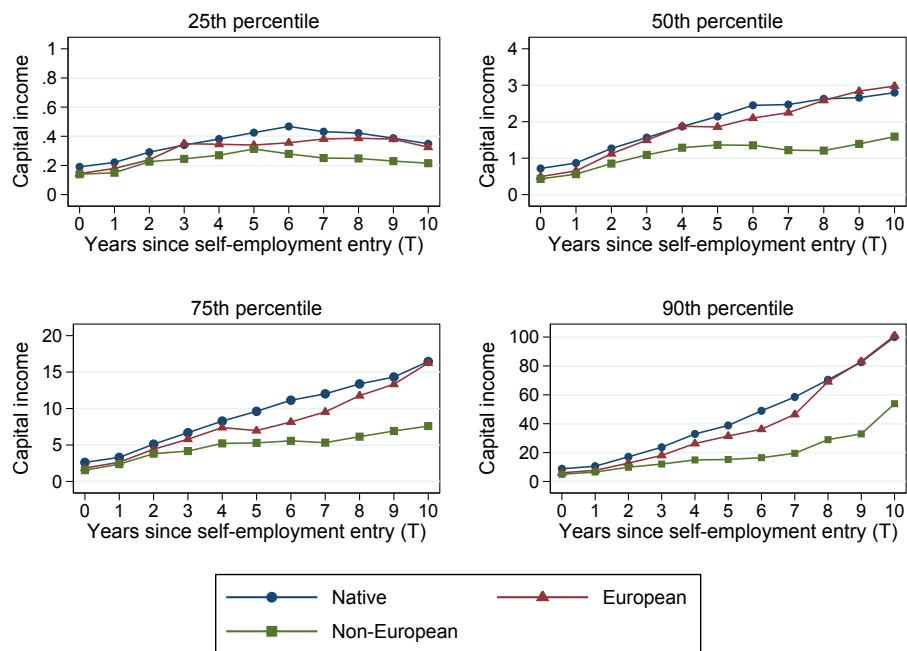 25th percentile
Capital income
1
.8
.6
.4
.2
0
0 1 2 3 4 5 6 7 8 9 10
Years since self-employment entry (T)
50th percentile
Capital income
4
3
2
1
0
0 1 2 3 4 5 6 7 8 9 10
Years since self-employment entry (T)
75th percentile
Capital income
20
15
10
5
0
0 1 2 3 4 5 6 7 8 9 10
Years since self-employment entry (T)
90th percentile
Capital income
100
80
60
40
20
0
0 1 2 3 4 5 6 7 8 9 10
Years since self-employment entry (T)
Native
European
Non-European